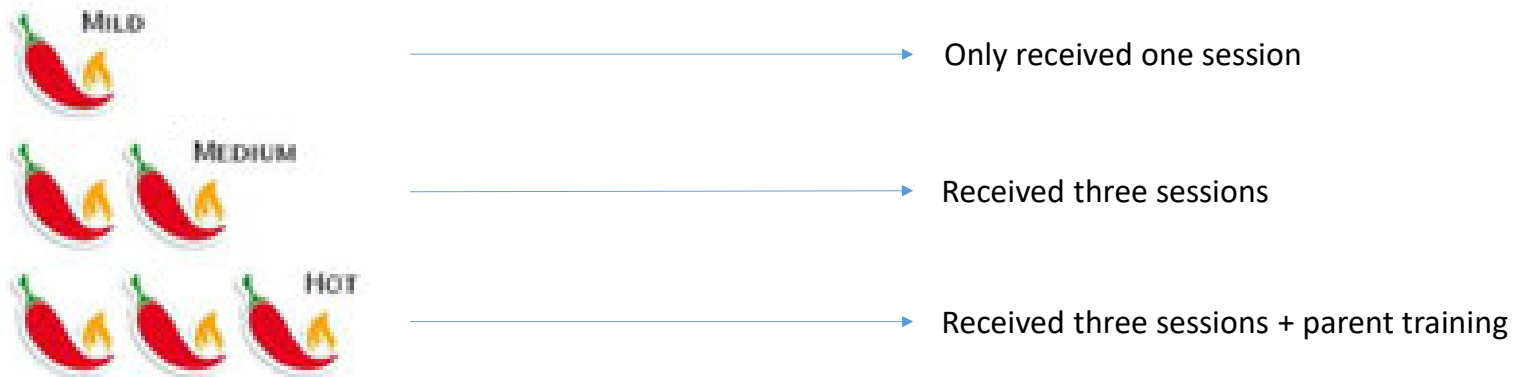 MILD
Only received one session
MEDIUM
Received three sessions
HOT
Received three sessions + parent training